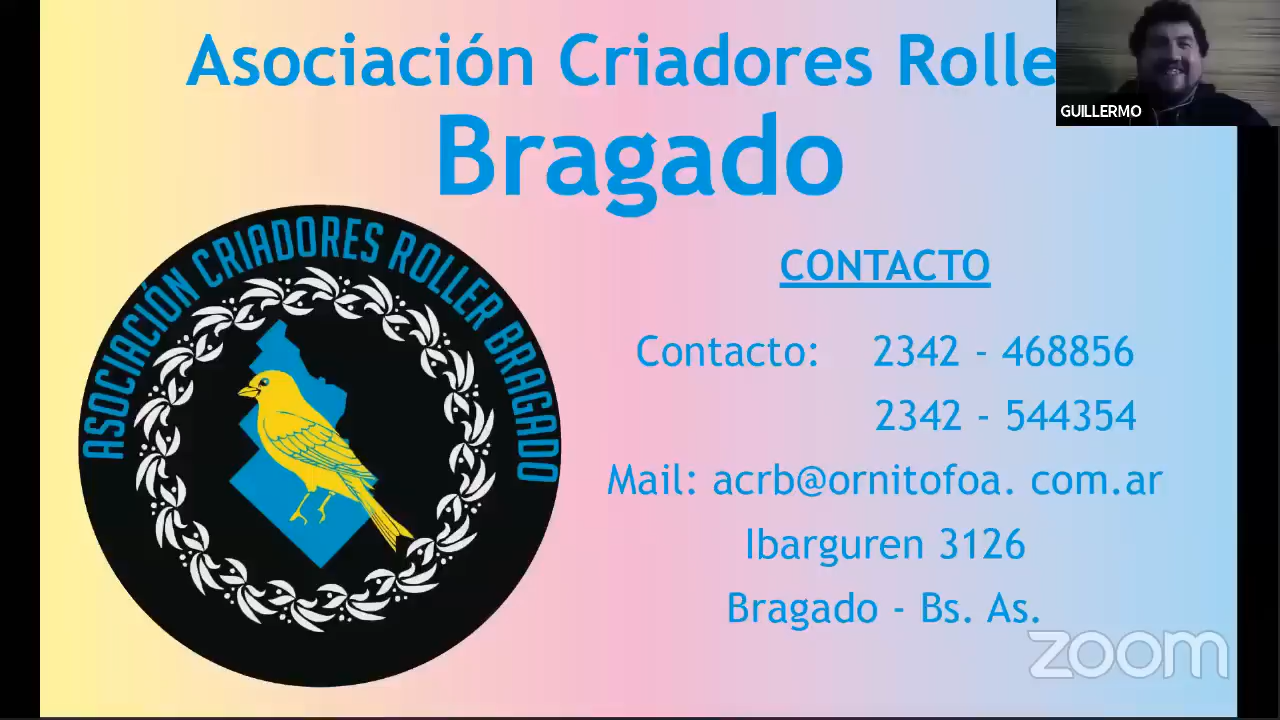 Asociación Criadores Rolle
GUILLERMO
Bragado
ASOCIACIÓN CRIADORES ROLLER BRAGADO
CONTACTO
Contacto: 2342 - 468856
2342 - 544354
Mail: acrb@ornitofoa. com.ar
Ibarguren 3126
Bragado - Bs. As.
zoom